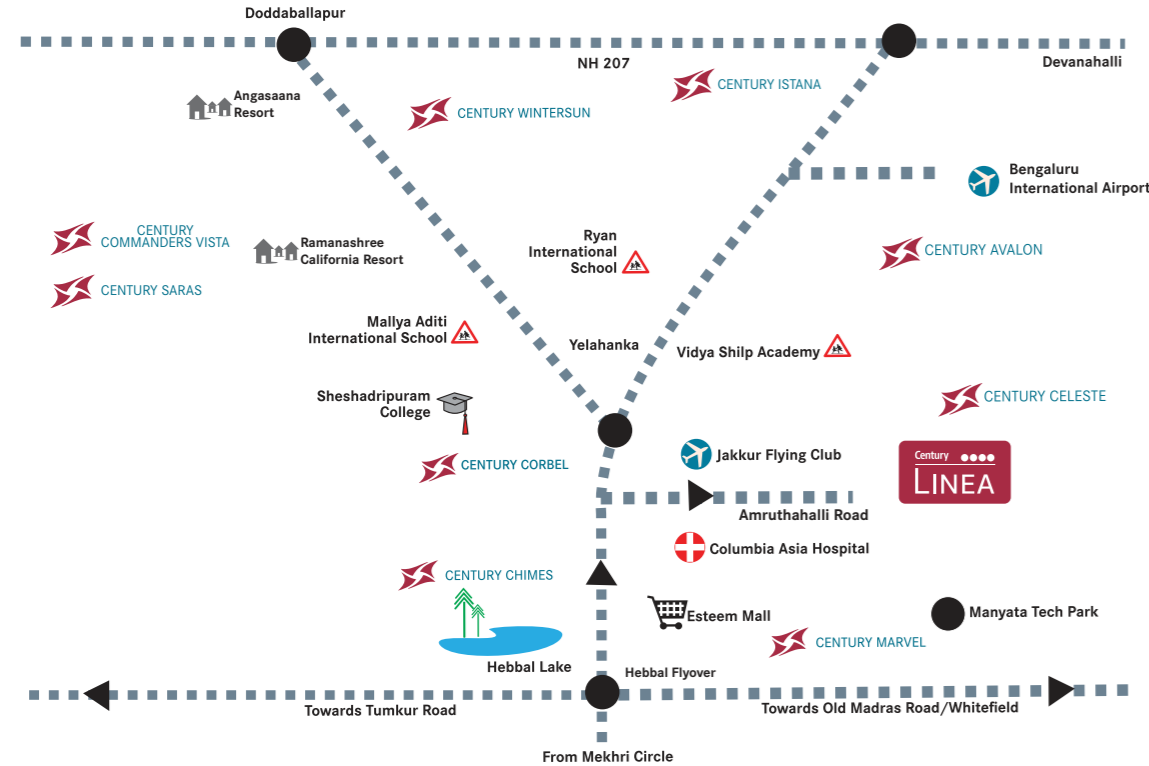 Doddaballapur
NH 207
Devanahalli
Angasaana
Resort
CENTURY WINTERSUN
CENTURY ISTANA
Bengaluru
International Airport
CENTURY
COMMANDERS VISTA
Ramanashree
California Resort
Ryan
International
School
CENTURY AVALON
CENTURY SARAS
Mallya Aditi
International School
Yelahanka
Vidya Shilp Academy
Sheshadripuram
College
CENTURY CELESTE
CENTURY CORBEL
Jakkur Flying Club
Century
LINEA
Amruthahalli Road
Columbia Asia Hospital
CENTURY CHIMES
Esteem Mall
Manyata Tech Park
CENTURY MARVEL
Hebbal Lake
Hebbal Flyover
Towards Tumkur Road
Towards Old Madras Road/Whitefield
From Mekhri Circle